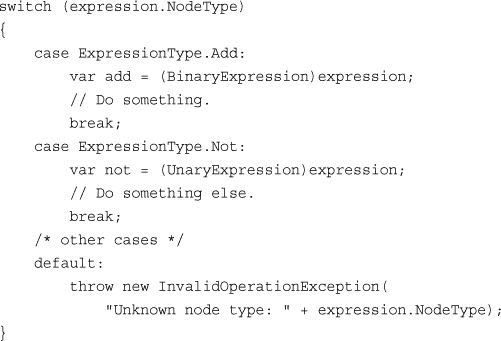 switch (expression.NodeType)
{
    case ExpressionType.Add:
        var add = (BinaryExpression)expression;
        // Do something.
        break;
    case ExpressionType.Not:
        var not = (UnaryExpression)expression;
        // Do something else.
        break;
    /* other cases */
    default:
        throw new InvalidOperationException(
            "Unknown node type: " + expression.NodeType);
}